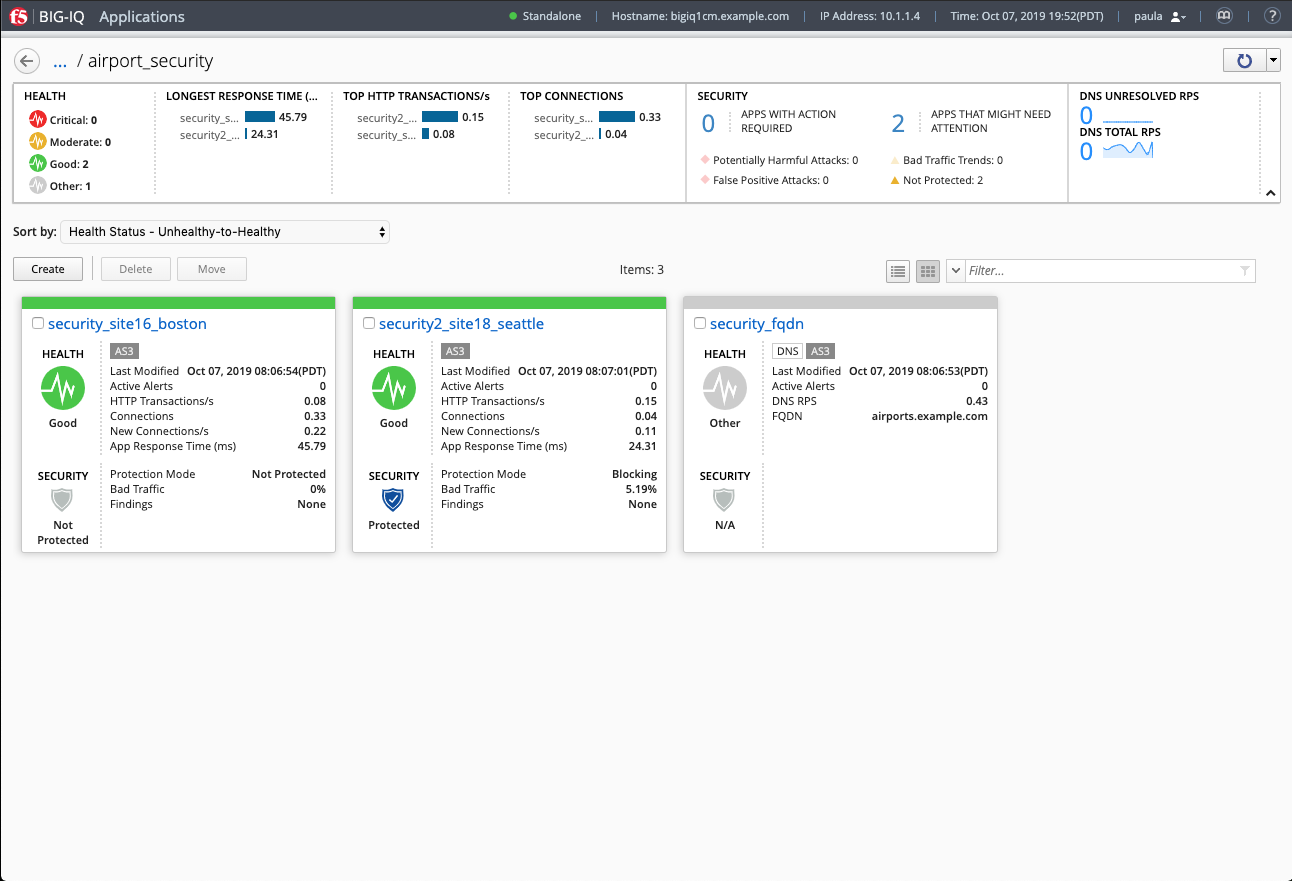 f5 BIG-IQ Applications Standalone Hostname: bigiq1cm.example.com IP Address: 10.1.1.4 Time: Oct 07, 2019 19:52(PDT) paula ?
... / airport_security
HEALTH
Critical: 0
Moderate: 0
Good: 2
Other: 1
LONGEST RESPONSE TIME (...
security_s... 45.79
security2_... 24.31
TOP HTTP TRANSACTIONS/s
security2_... 0.15
security_s... 0.08
TOP CONNECTIONS
security_s... 0.33
security2_... 0.04
SECURITY
0 APPS WITH ACTION
REQUIRED
2 APPS THAT MIGHT NEED
ATTENTION
Potentially Harmful Attacks: 0
False Positive Attacks: 0
Bad Traffic Trends: 0
Not Protected: 2
DNS UNRESOLVED RPS
0
DNS TOTAL RPS
0
Sort by: Health Status - Unhealthy-to-Healthy
Create Delete Move Items: 3 Filter...
security_site16_boston
HEALTH
Good
AS3
Last Modified Oct 07, 2019 08:06:54(PDT)
Active Alerts 0
HTTP Transactions/s 0.08
Connections 0.33
New Connections/s 0.22
App Response Time (ms) 45.79
SECURITY
Not
Protected
Protection Mode Not Protected
Bad Traffic 0%
Findings None
security2_site18_seattle
HEALTH
Good
AS3
Last Modified Oct 07, 2019 08:07:01(PDT)
Active Alerts 0
HTTP Transactions/s 0.15
Connections 0.04
New Connections/s 0.11
App Response Time (ms) 24.31
SECURITY
Protected
Protection Mode Blocking
Bad Traffic 5.19%
Findings None
security_fqdn
HEALTH
Other
DNS AS3
Last Modified Oct 07, 2019 08:06:53(PDT)
Active Alerts 0
DNS RPS 0.43
FQDN airports.example.com
SECURITY
N/A